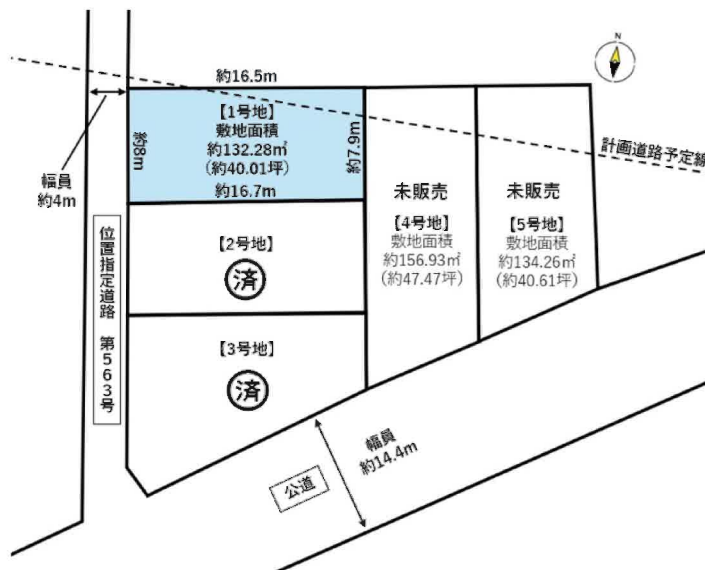 N
約16.5m
【1号地】
敷地面積
約132.28㎡
（約40.01坪）
約16.7m
約8m
約7.9m
計画道路予定線
幅員
約4m
位置指定道路　第563号
【2号地】
済
【3号地】
済
未販売
【4号地】
敷地面積
約156.93㎡
（約47.47坪）
未販売
【5号地】
敷地面積
約134.26㎡
（約40.61坪）
幅員
約14.4m
公道